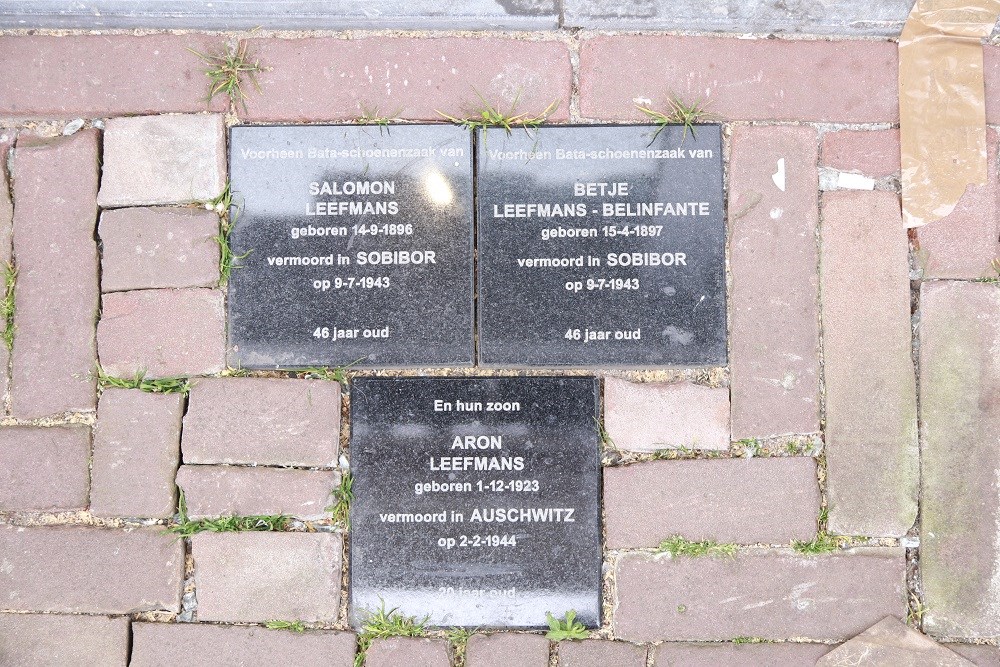 Voorheen Bata-schoenenzaak van
SALOMON
LEEFMANS
geboren 14-9-1896
vermoord in SOBIBOR
op 9-7-1943
46 jaar oud
Voorheen Bata-schoenenzaak van
BETJE
LEEFMANS - BELINFANTE
geboren 15-4-1897
vermoord in SOBIBOR
op 9-7-1943
46 jaar oud
En hun zoon
ARON
LEEFMANS
geboren 1-12-1923
vermoord in AUSCHWITZ
op 2-2-1944
20 jaar oud